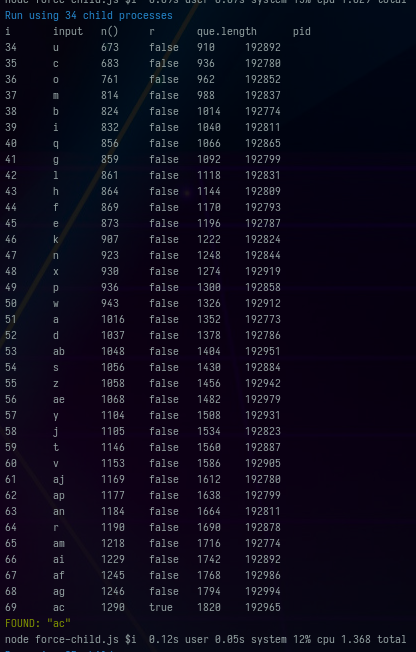 node force-child.js $i 0.09s user 0.07s system 15% cpu 1.027 total
Run using 34 child processes
i input n() r que.length pid
34 u 673 false 910 192892
35 c 683 false 936 192780
36 o 761 false 962 192852
37 m 814 false 988 192837
38 b 824 false 1014 192774
39 i 832 false 1040 192811
40 q 856 false 1066 192865
41 g 859 false 1092 192799
42 l 861 false 1118 192831
43 h 864 false 1144 192809
44 f 869 false 1170 192793
45 e 873 false 1196 192787
46 k 907 false 1222 192824
47 n 923 false 1248 192844
48 x 930 false 1274 192919
49 p 936 false 1300 192858
50 w 943 false 1326 192912
51 a 1016 false 1352 192773
52 d 1037 false 1378 192786
53 ab 1048 false 1404 192951
54 s 1056 false 1430 192884
55 z 1058 false 1456 192942
56 ae 1068 false 1482 192979
57 y 1104 false 1508 192931
58 j 1105 false 1534 192823
59 t 1146 false 1560 192887
60 v 1153 false 1586 192905
61 aj 1169 false 1612 192780
62 ap 1177 false 1638 192799
63 an 1184 false 1664 192811
64 r 1190 false 1690 192878
65 am 1218 false 1716 192774
66 ai 1229 false 1742 192892
67 af 1245 false 1768 192986
68 ag 1246 false 1794 192994
69 ac 1290 true 1820 192965
FOUND: "ac"
node force-child.js $i 0.12s user 0.05s system 12% cpu 1.368 total